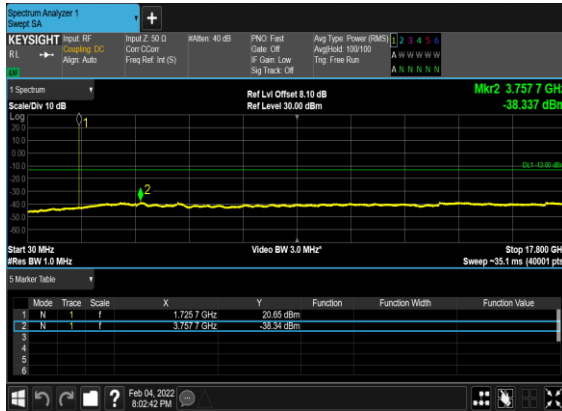 Spectrum Analyzer 1
Swept SA
+
KEYSIGHT Input: RF Input Z: 50 Ω #Atten: 40 dB PNO: Fast Avg Type: Power (RMS) 1 2 3 4 5 6
RL Coupling: DC Corr CCorr Gate: Off Avg|Hold: 100/100 A W W W W W
Align: Auto Freq Ref: Int (S) IF Gain: Low Trig: Free Run
Sig Track: Off A N N N N N
1 Spectrum Ref Lvl Offset 8.10 dB Mkr2 3.757 7 GHz
Scale/Div 10 dB Ref Level 30.00 dBm -38.337 dBm
Log
20.0
10.0
0.00
-10.0
-20.0
-30.0
-40.0
-50.0
-60.0
1
2
DL1 -13.00 dBm
Start 30 MHz Video BW 3.0 MHz* Stop 17.800 GHz
#Res BW 1.0 MHz Sweep ~35.1 ms (40001 pts)
5 Marker Table
Mode Trace Scale X Y Function Function Width Function Value
1 N 1 f 1.725 7 GHz 20.65 dBm
2 N 1 f 3.757 7 GHz -38.34 dBm
3
4
5
6
? Feb 04, 2022
8:02:42 PM